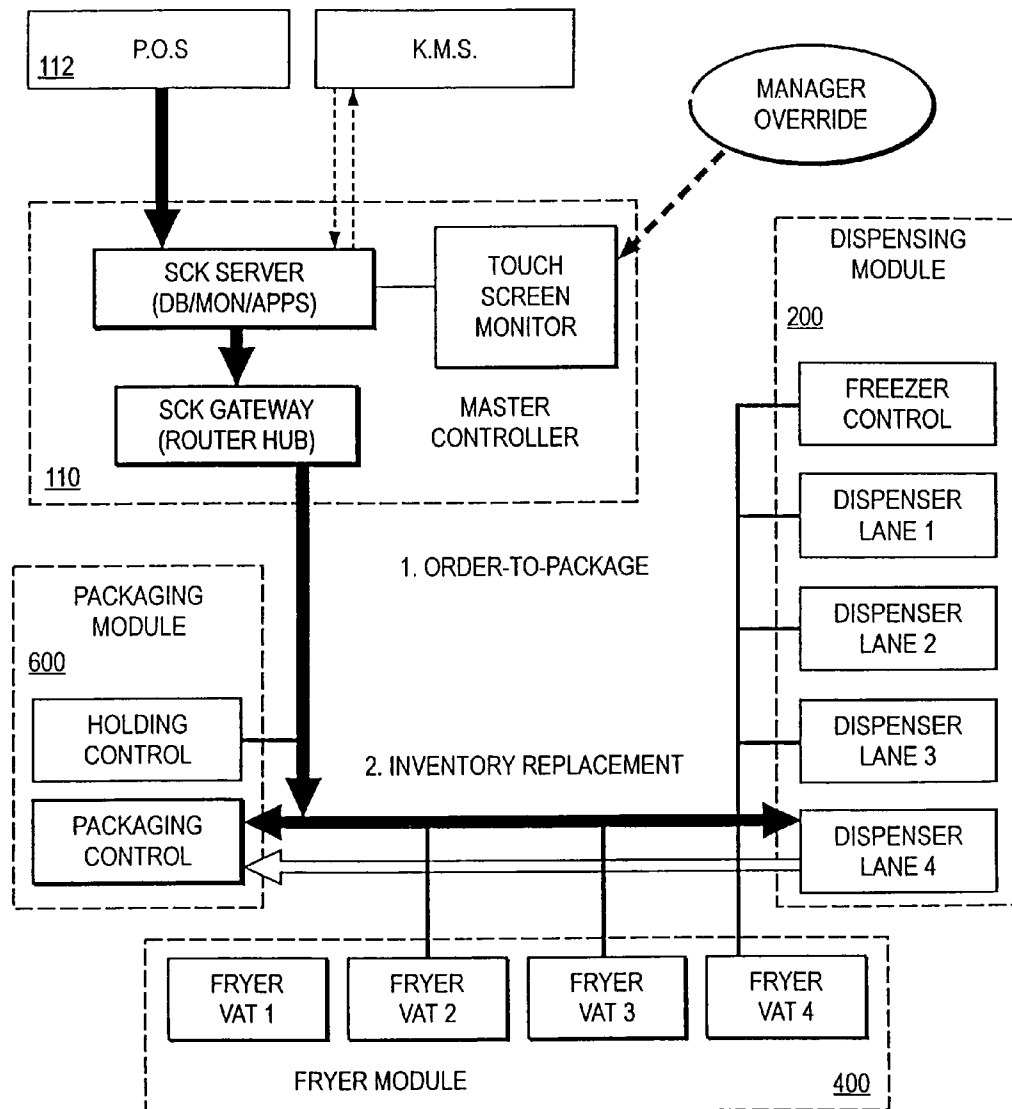 112
P.O.S
K.M.S.
MANAGER
OVERRIDE
SCK SERVER
(DB/MON/APPS)
TOUCH
SCREEN
MONITOR
SCK GATEWAY
(ROUTER HUB)
MASTER
CONTROLLER
110
DISPENSING
MODULE
200
FREEZER
CONTROL
DISPENSER
LANE 1
DISPENSER
LANE 2
DISPENSER
LANE 3
DISPENSER
LANE 4
1. ORDER-TO-PACKAGE
PACKAGING
MODULE
600
HOLDING
CONTROL
2. INVENTORY REPLACEMENT
PACKAGING
CONTROL
FRYER
VAT 1
FRYER
VAT 2
FRYER
VAT 3
FRYER
VAT 4
FRYER MODULE
400